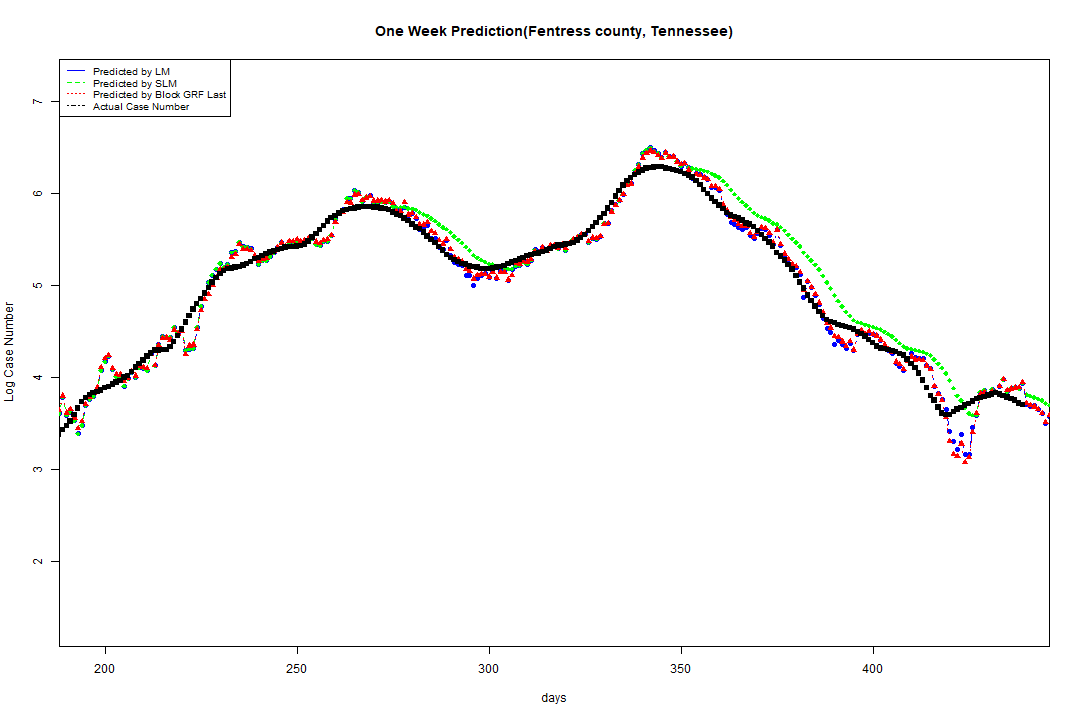 One Week Prediction(Fentress county, Tennessee)
Predicted by LM
Predicted by SLM
Predicted by Block GRF Last
Actual Case Number
7
6
5
4
3
2
Log Case Number
200 250 300 350 400
days